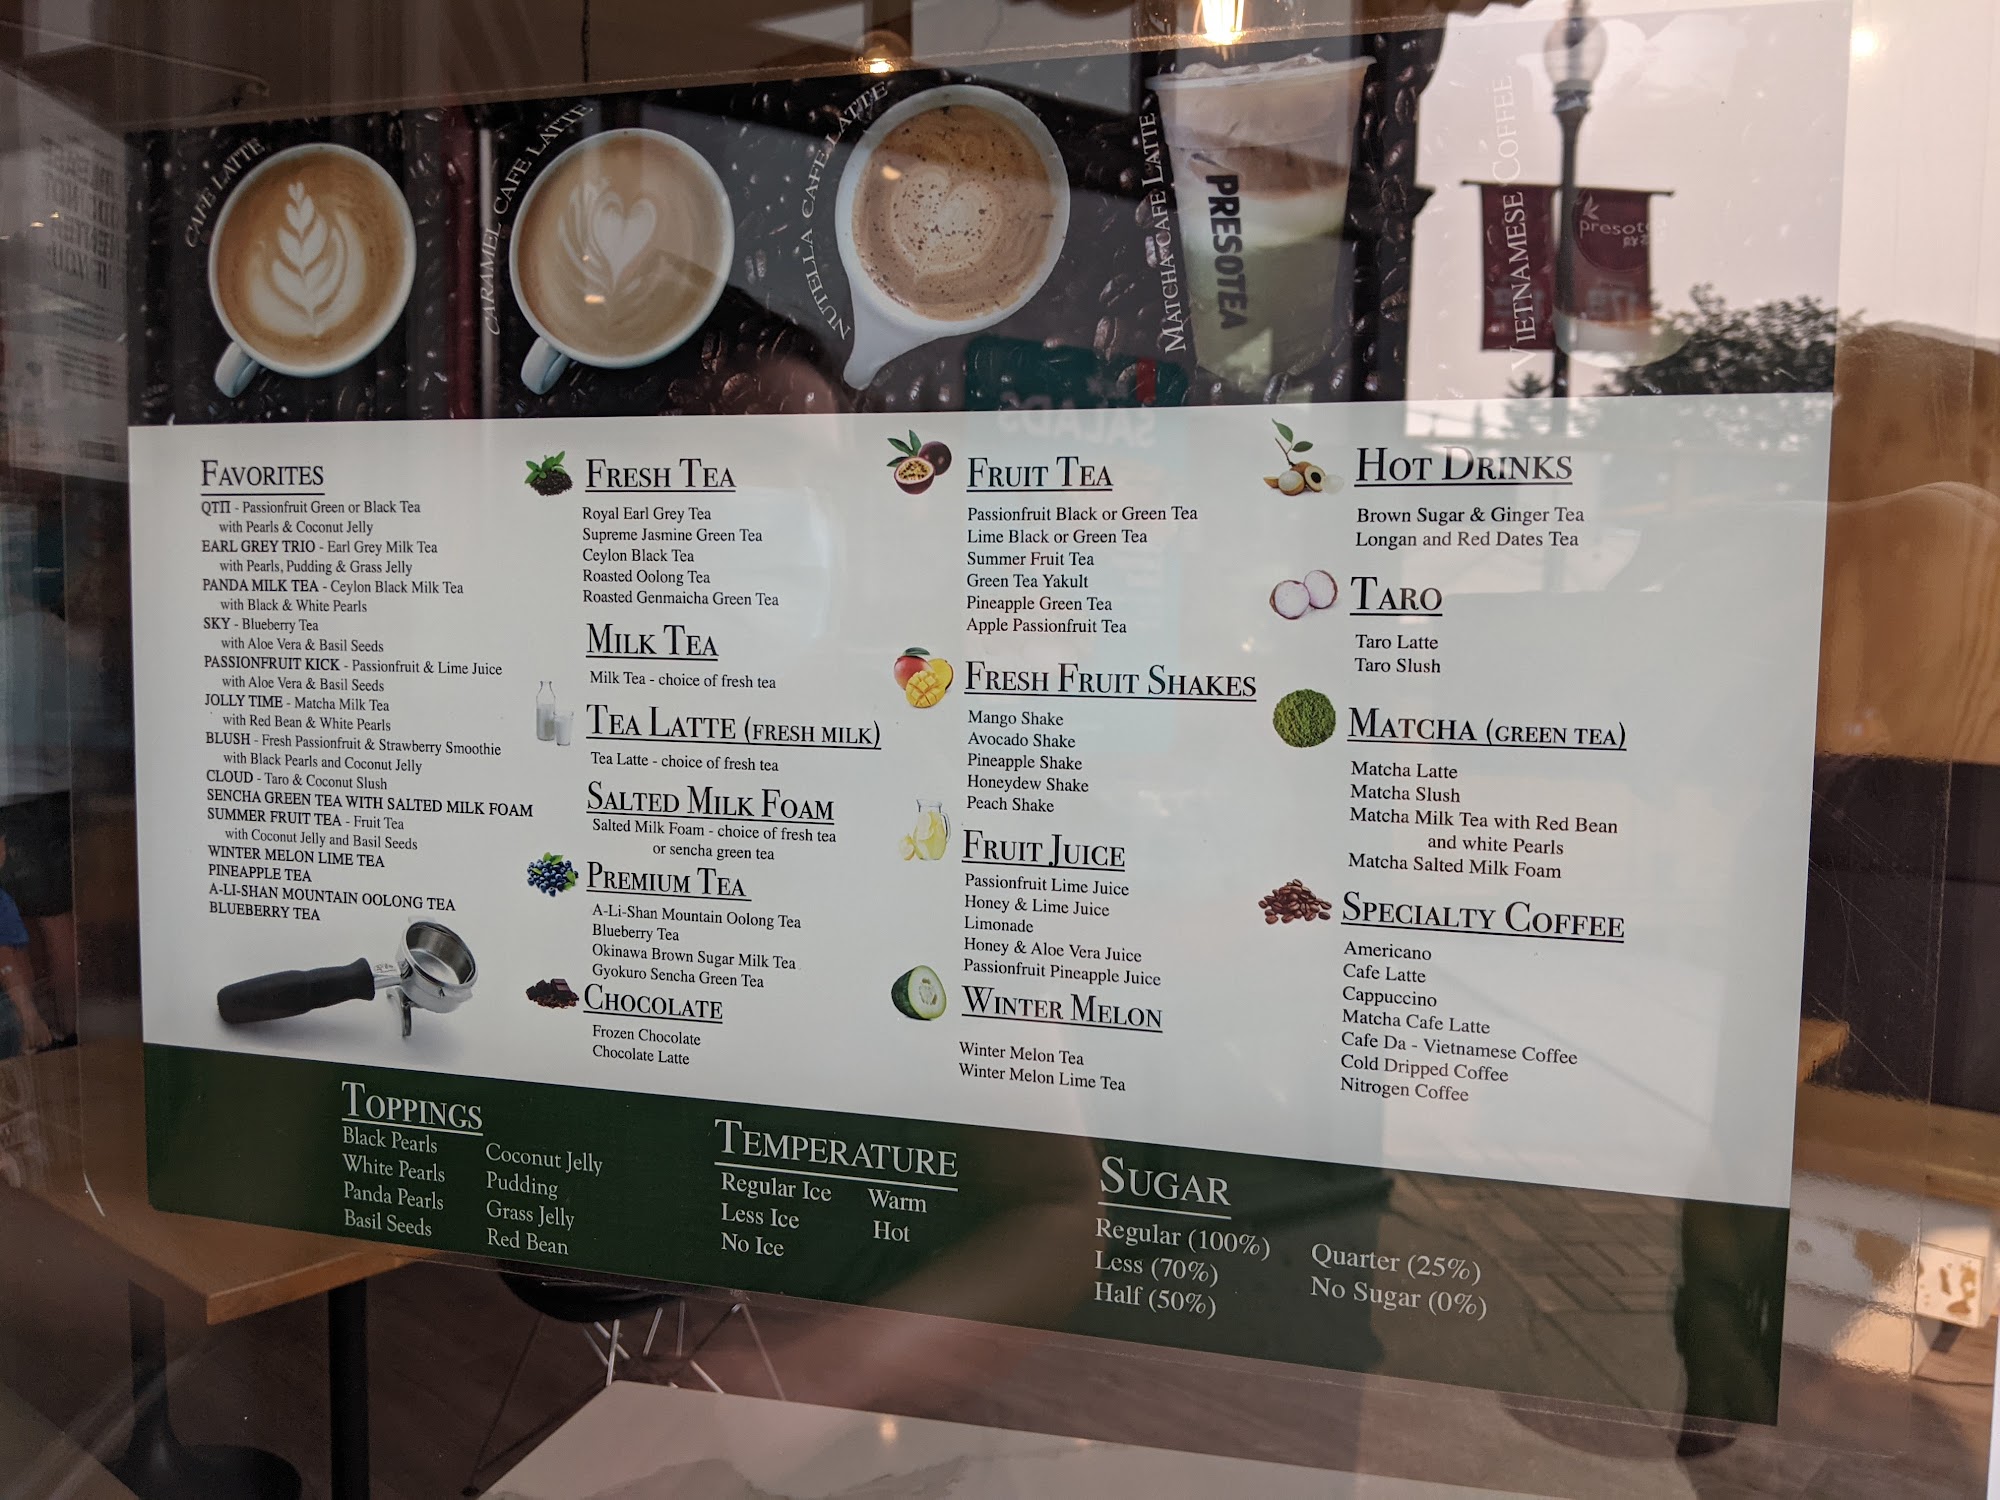 CAFE LATTE
CARAMEL CAFE LATTE
NUTELLA CAFE LATTE
MATCHA CAFE LATTE
PRESOTEA
VIETNAMESE COFFEE
presotea
SALADS
FAVORITES
QTΠ - Passionfruit Green or Black Tea
with Pearls & Coconut Jelly
EARL GREY TRIO - Earl Grey Milk Tea
with Pearls, Pudding & Grass Jelly
PANDA MILK TEA - Ceylon Black Milk Tea
with Black & White Pearls
SKY - Blueberry Tea
with Aloe Vera & Basil Seeds
PASSIONFRUIT KICK - Passionfruit & Lime Juice
with Aloe Vera & Basil Seeds
JOLLY TIME - Matcha Milk Tea
with Red Bean & White Pearls
BLUSH - Fresh Passionfruit & Strawberry Smoothie
with Black Pearls and Coconut Jelly
CLOUD - Taro & Coconut Slush
SENCHA GREEN TEA WITH SALTED MILK FOAM
SUMMER FRUIT TEA - Fruit Tea
with Coconut Jelly and Basil Seeds
WINTER MELON LIME TEA
PINEAPPLE TEA
A-LI-SHAN MOUNTAIN OOLONG TEA
BLUEBERRY TEA
FRESH TEA
Royal Earl Grey Tea
Supreme Jasmine Green Tea
Ceylon Black Tea
Roasted Oolong Tea
Roasted Genmaicha Green Tea
MILK TEA
Milk Tea - choice of fresh tea
TEA LATTE (FRESH MILK)
Tea Latte - choice of fresh tea
SALTED MILK FOAM
Salted Milk Foam - choice of fresh tea
or sencha green tea
PREMIUM TEA
A-Li-Shan Mountain Oolong Tea
Blueberry Tea
Okinawa Brown Sugar Milk Tea
Gyokuro Sencha Green Tea
CHOCOLATE
Frozen Chocolate
Chocolate Latte
FRUIT TEA
Passionfruit Black or Green Tea
Lime Black or Green Tea
Summer Fruit Tea
Green Tea Yakult
Pineapple Green Tea
Apple Passionfruit Tea
FRESH FRUIT SHAKES
Mango Shake
Avocado Shake
Pineapple Shake
Honeydew Shake
Peach Shake
FRUIT JUICE
Passionfruit Lime Juice
Honey & Lime Juice
Limonade
Honey & Aloe Vera Juice
Passionfruit Pineapple Juice
WINTER MELON
Winter Melon Tea
Winter Melon Lime Tea
HOT DRINKS
Brown Sugar & Ginger Tea
Longan and Red Dates Tea
TARO
Taro Latte
Taro Slush
MATCHA (GREEN TEA)
Matcha Latte
Matcha Slush
Matcha Milk Tea with Red Bean
and white Pearls
Matcha Salted Milk Foam
SPECIALTY COFFEE
Americano
Cafe Latte
Cappuccino
Matcha Cafe Latte
Cafe Da - Vietnamese Coffee
Cold Dripped Coffee
Nitrogen Coffee
TOPPINGS
Black Pearls
White Pearls
Panda Pearls
Basil Seeds
Coconut Jelly
Pudding
Grass Jelly
Red Bean
TEMPERATURE
Regular Ice
Less Ice
No Ice
Warm
Hot
SUGAR
Regular (100%)
Less (70%)
Half (50%)
Quarter (25%)
No Sugar (0%)